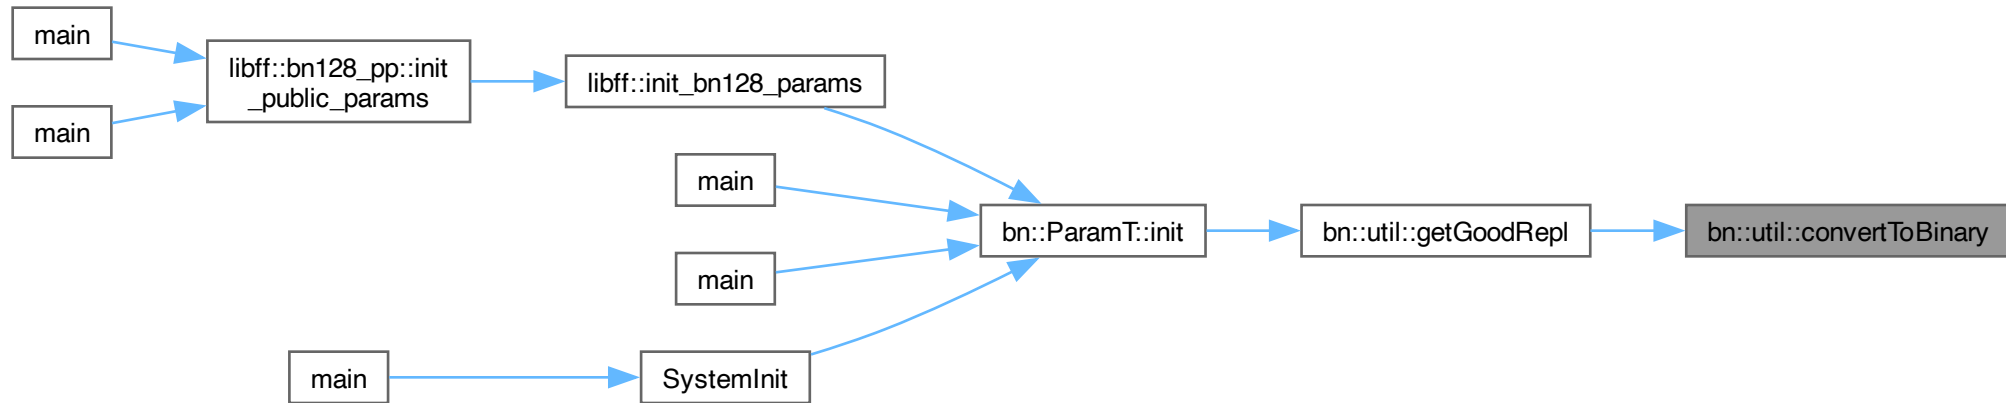 main
libff::bn128_pp::init
_public_params
main
libff::init_bn128_params
main
bn::ParamT::init
bn::util::getGoodRepl
bn::util::convertToBinary
main
main
SystemInit